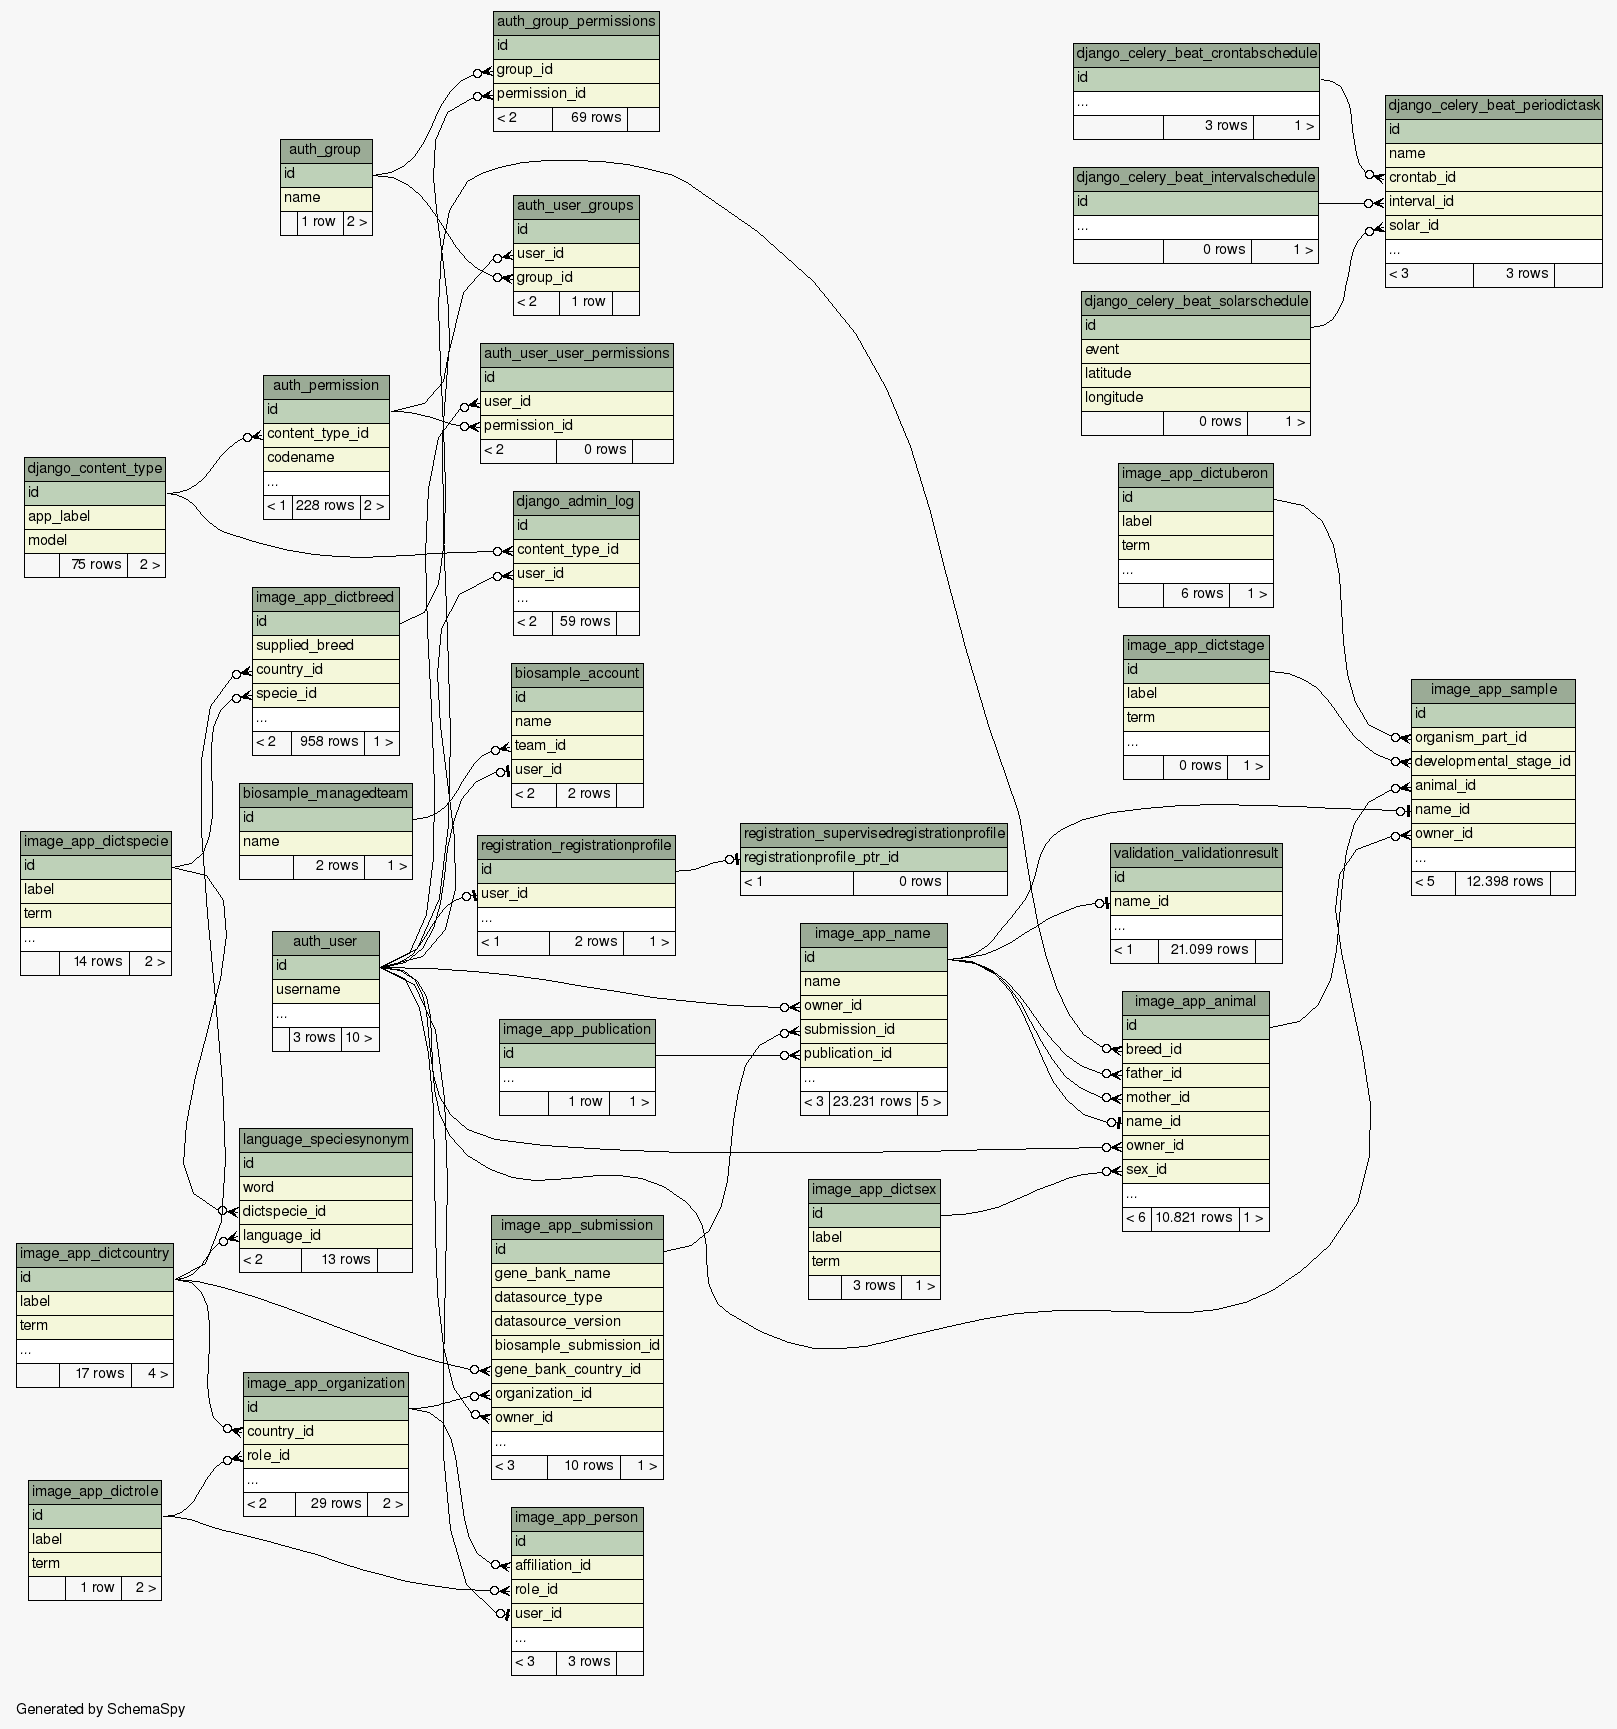 auth_group_permissions
id
group_id
permission_id
< 2 69 rows
django_celery_beat_crontabschedule
id
...
3 rows 1 >
django_celery_beat_periodictask
id
name
crontab_id
interval_id
solar_id
...
< 3 3 rows
auth_group
id
name
1 row 2 >
django_celery_beat_intervalschedule
id
...
0 rows 1 >
auth_user_groups
id
user_id
group_id
< 2 1 row
django_celery_beat_solarschedule
id
event
latitude
longitude
0 rows 1 >
auth_user_user_permissions
id
user_id
permission_id
< 2 0 rows
auth_permission
id
content_type_id
codename
...
< 1 228 rows 2 >
django_content_type
id
app_label
model
75 rows 2 >
image_app_dictuberon
id
label
term
...
6 rows 1 >
django_admin_log
id
content_type_id
user_id
...
< 2 59 rows
image_app_dictbreed
id
supplied_breed
country_id
specie_id
...
< 2 958 rows 1 >
image_app_dictstage
id
label
term
...
0 rows 1 >
biosample_account
id
name
team_id
user_id
< 2 2 rows
image_app_sample
id
organism_part_id
developmental_stage_id
animal_id
name_id
owner_id
...
< 5 12.398 rows
biosample_managedteam
id
name
2 rows 1 >
image_app_dictspecie
id
label
term
...
14 rows 2 >
registration_registrationprofile
id
user_id
...
< 1 2 rows 1 >
registration_supervisedregistrationprofile
registrationprofile_ptr_id
< 1 0 rows
validation_validationresult
id
name_id
...
< 1 21.099 rows
auth_user
id
username
...
3 rows 10 >
image_app_name
id
name
owner_id
submission_id
publication_id
...
< 3 23.231 rows 5 >
image_app_animal
id
breed_id
father_id
mother_id
name_id
owner_id
sex_id
...
< 6 10.821 rows 1 >
image_app_publication
id
...
1 row 1 >
language_speciesynonym
id
word
dictspecie_id
language_id
< 2 13 rows
image_app_dictsex
id
label
term
3 rows 1 >
image_app_submission
id
gene_bank_name
datasource_type
datasource_version
biosample_submission_id
gene_bank_country_id
organization_id
owner_id
...
< 3 10 rows 1 >
image_app_dictcountry
id
label
term
...
17 rows 4 >
image_app_organization
id
country_id
role_id
...
< 2 29 rows 2 >
image_app_dictrole
id
label
term
1 row 2 >
image_app_person
id
affiliation_id
role_id
user_id
...
< 3 3 rows
Generated by SchemaSpy